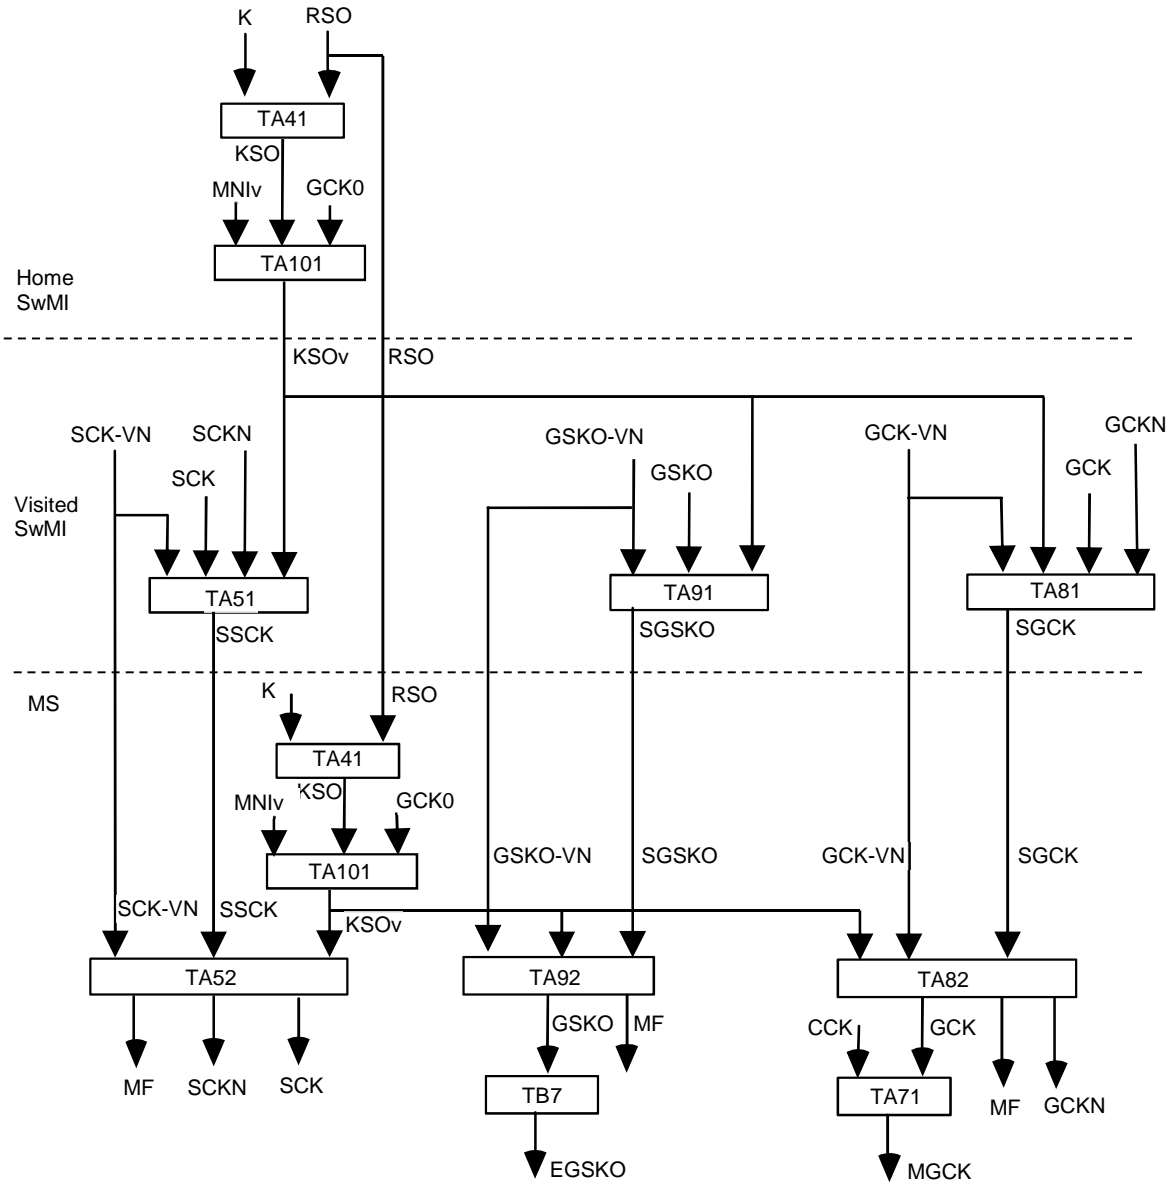 K
RSO
TA41
KSO
MNIv
GCK0
TA101
Home
SwMI
KSOv
RSO
SCK-VN
SCKN
GSKO-VN
GCK-VN
GCKN
SCK
GSKO
GCK
Visited
SwMI
TA51
TA91
TA81
SSCK
SGSKO
SGCK
MS
K
RSO
TA41
KSO
MNIv
GCK0
TA101
GSKO-VN
SGSKO
GCK-VN
SGCK
SCK-VN
SSCK
KSOv
TA52
TA92
TA82
GSKO
MF
CCK
GCK
MF
SCKN
SCK
TB7
TA71
MF
GCKN
EGSKO
MGCK